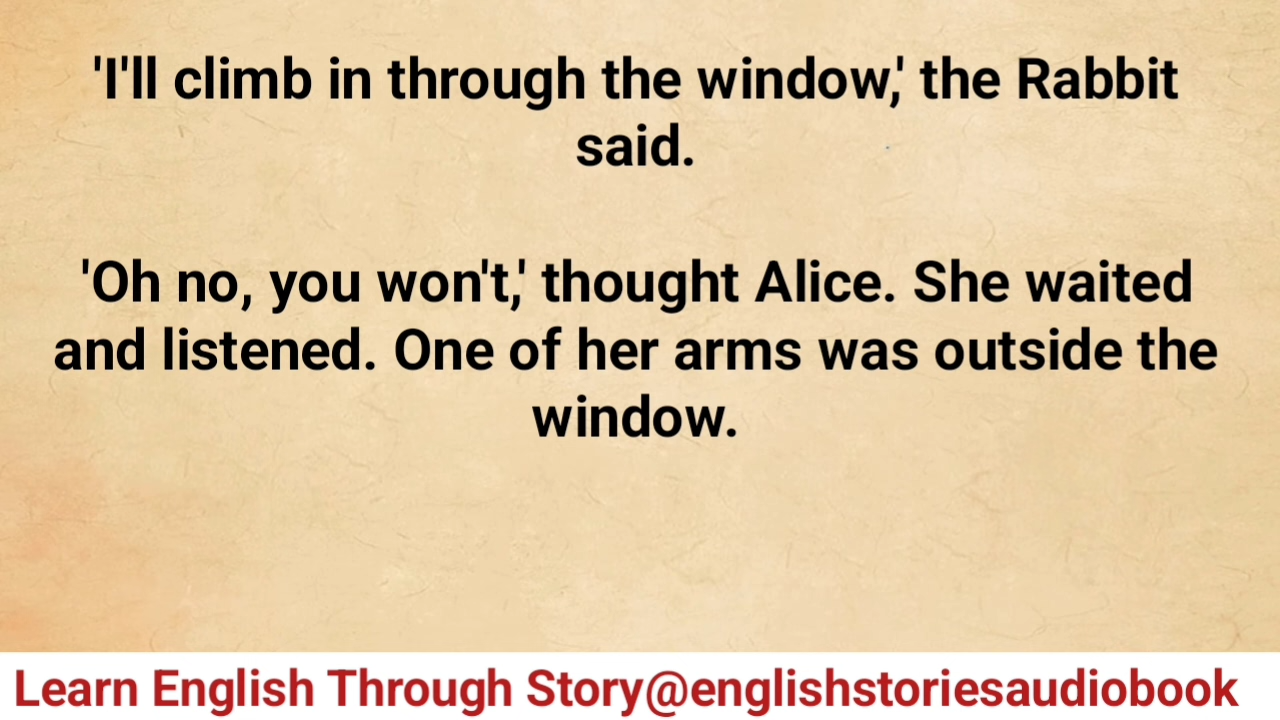 'I'll climb in through the window,' the Rabbit
said.
'Oh no, you won't,' thought Alice. She waited
and listened. One of her arms was outside the
window.
Learn English Through Story@englishstoriesaudiobook